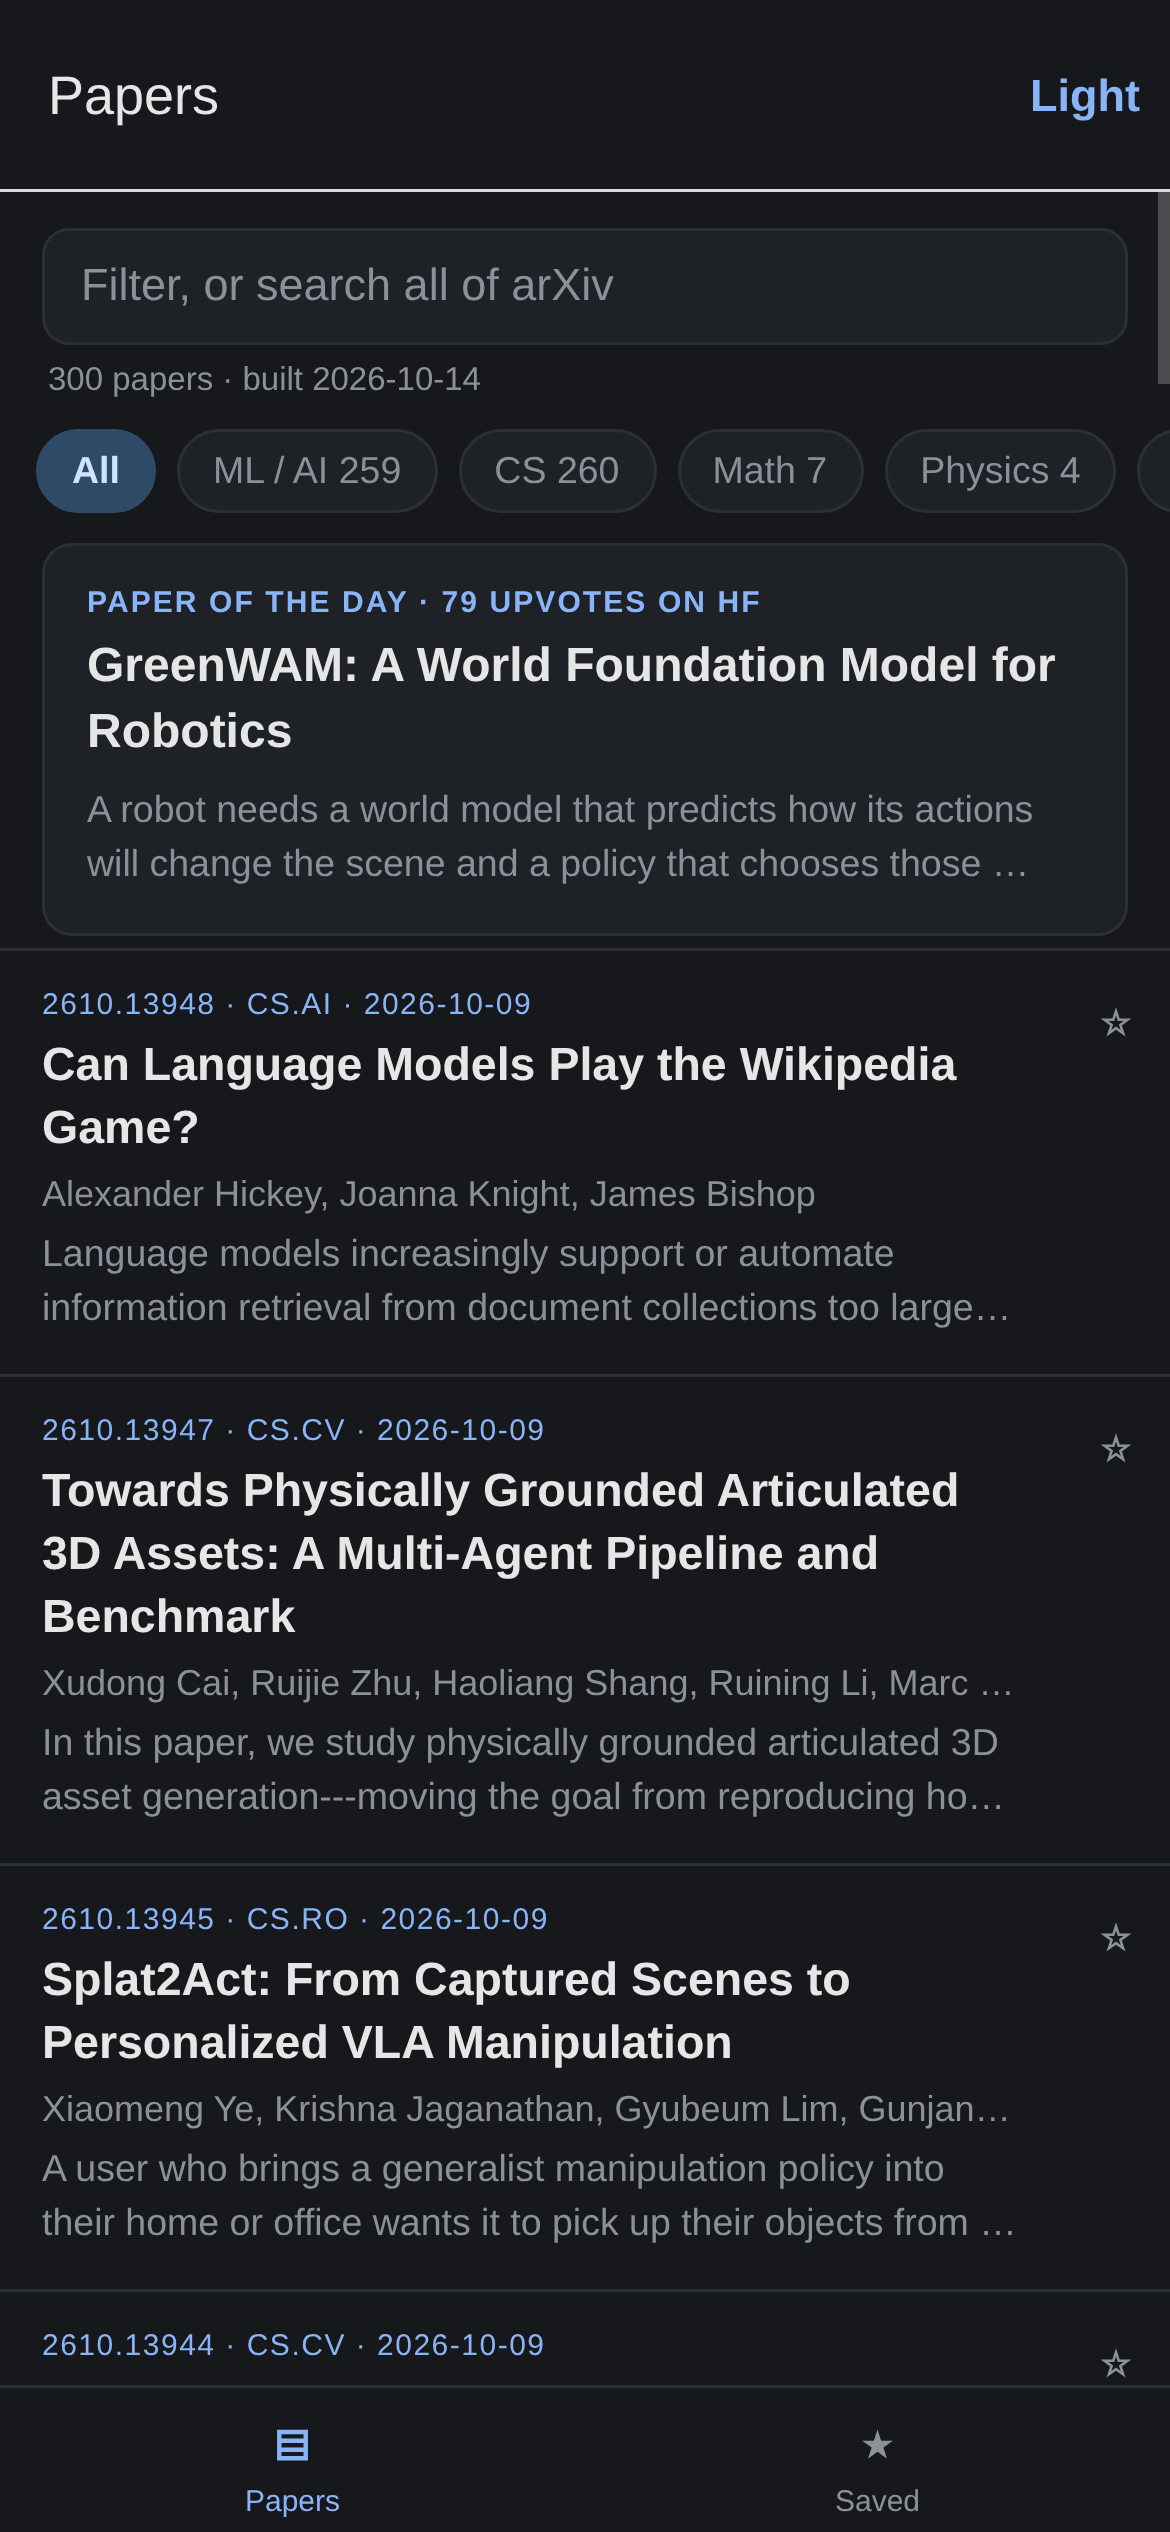 Papers
Light
Filter, or search all of arXiv
300 papers · built 2026-10-14
All
ML / AI 259
CS 260
Math 7
Physics 4
PAPER OF THE DAY · 79 UPVOTES ON HF
GreenWAM: A World Foundation Model for
Robotics
A robot needs a world model that predicts how its actions
will change the scene and a policy that chooses those …
2610.13948 · CS.AI · 2026-10-09
Can Language Models Play the Wikipedia
Game?
Alexander Hickey, Joanna Knight, James Bishop
Language models increasingly support or automate
information retrieval from document collections too large…
2610.13947 · CS.CV · 2026-10-09
Towards Physically Grounded Articulated
3D Assets: A Multi-Agent Pipeline and
Benchmark
Xudong Cai, Ruijie Zhu, Haoliang Shang, Ruining Li, Marc …
In this paper, we study physically grounded articulated 3D
asset generation---moving the goal from reproducing ho…
2610.13945 · CS.RO · 2026-10-09
Splat2Act: From Captured Scenes to
Personalized VLA Manipulation
Xiaomeng Ye, Krishna Jaganathan, Gyubeum Lim, Gunjan…
A user who brings a generalist manipulation policy into
their home or office wants it to pick up their objects from …
2610.13944 · CS.CV · 2026-10-09
Papers
Saved